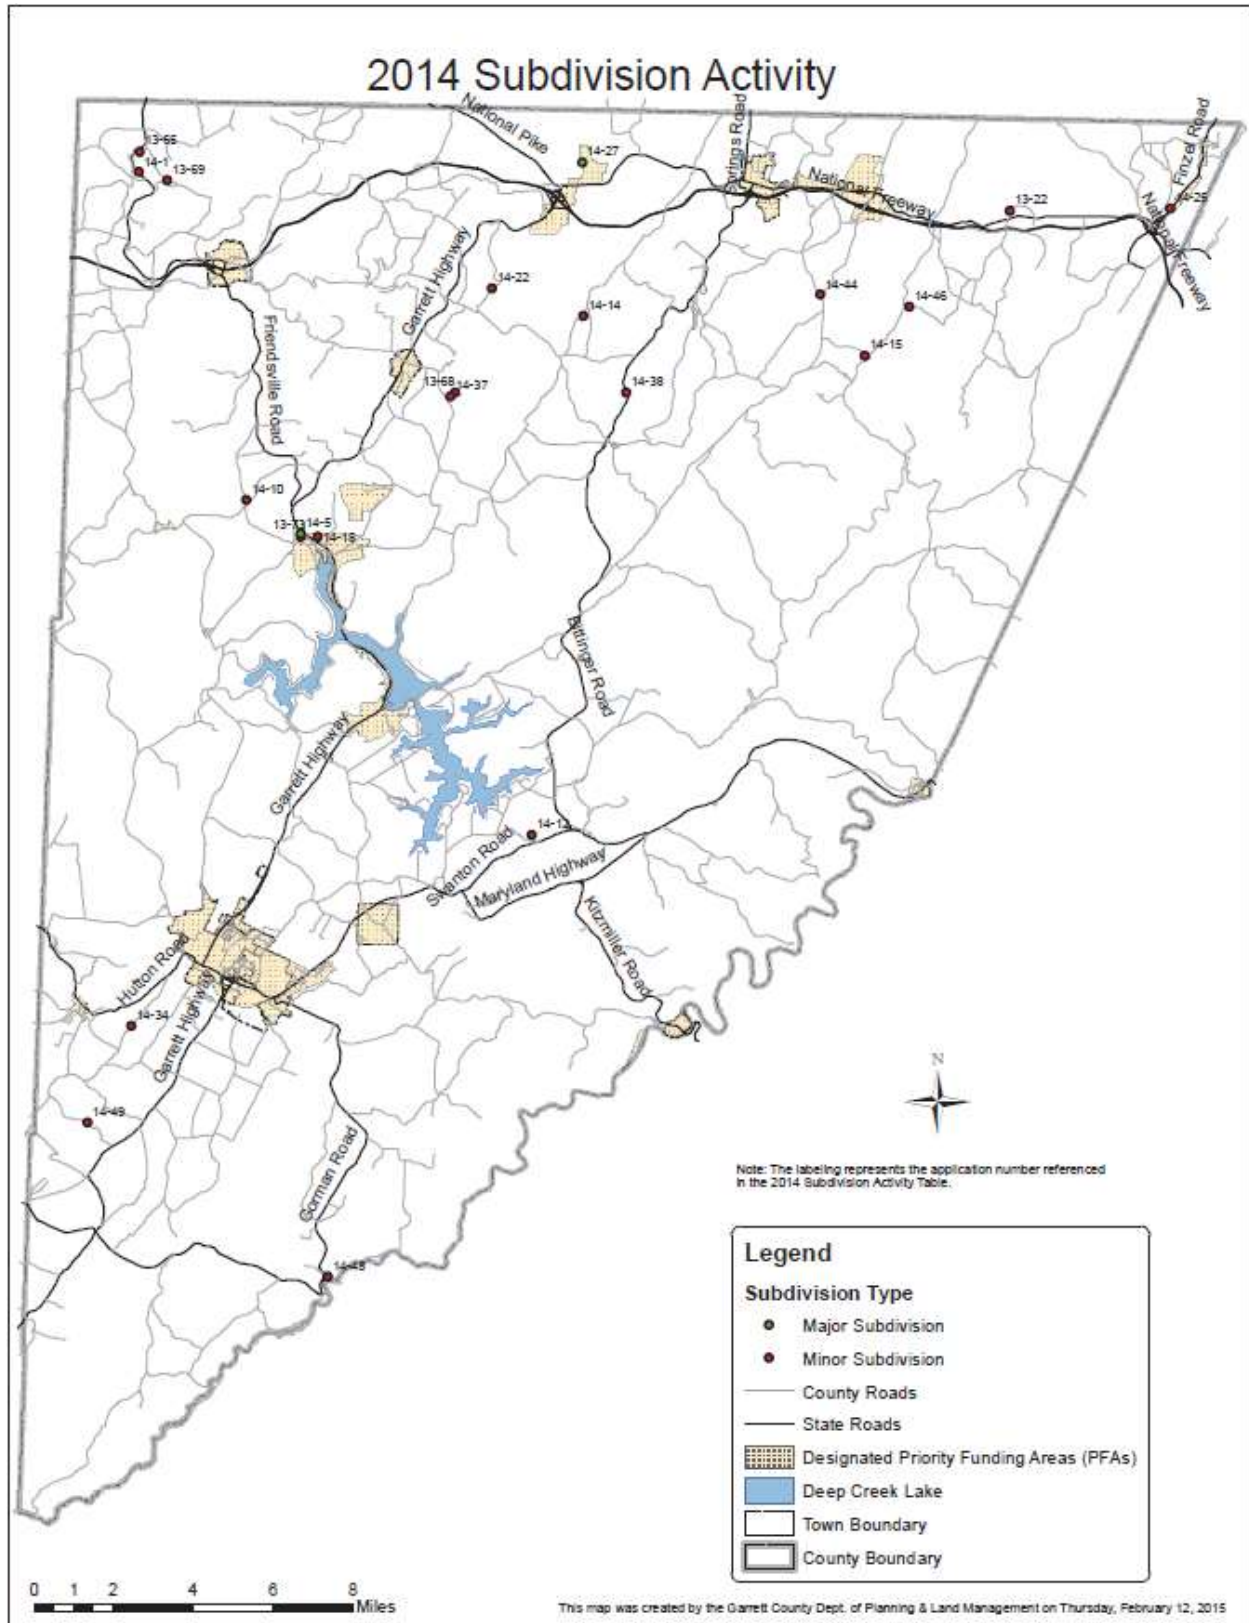 2014 Subdivision Activity
National Pike
Springs Road
Finzel Road
13-65
14-27
14-1
13-69
National Freeway
13-22
14-25
National Freeway
Garrett Highway
14-22
14-44
14-46
14-14
Friendsville Road
14-15
13-68
14-37
14-38
14-10
13-73
14-5
14-18
Bittinger Road
Garrett Highway
14-12
Swanton Road
Maryland Highway
Kitzmiller Road
Hutton Road
14-34
Garrett Highway
N
14-49
Gorman Road
Note: The labeling represents the application number referenced
in the 2014 Subdivision Activity Table.
Legend
Subdivision Type
Major Subdivision
Minor Subdivision
County Roads
State Roads
Designated Priority Funding Areas (PFAs)
Deep Creek Lake
Town Boundary
County Boundary
0 1 2 4 6 8
Miles
This map was created by the Garrett County Dept. of Planning & Land Management on Thursday, February 12, 2015